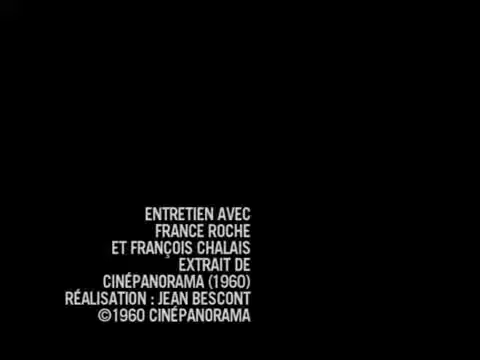 ENTRETIEN AVEC
FRANCE ROCHE
ET FRANÇOIS CHALAIS
EXTRAIT DE
CINÉPANORAMA (1960)
RÉALISATION : JEAN BESCONT
©1960 CINÉPANORAMA